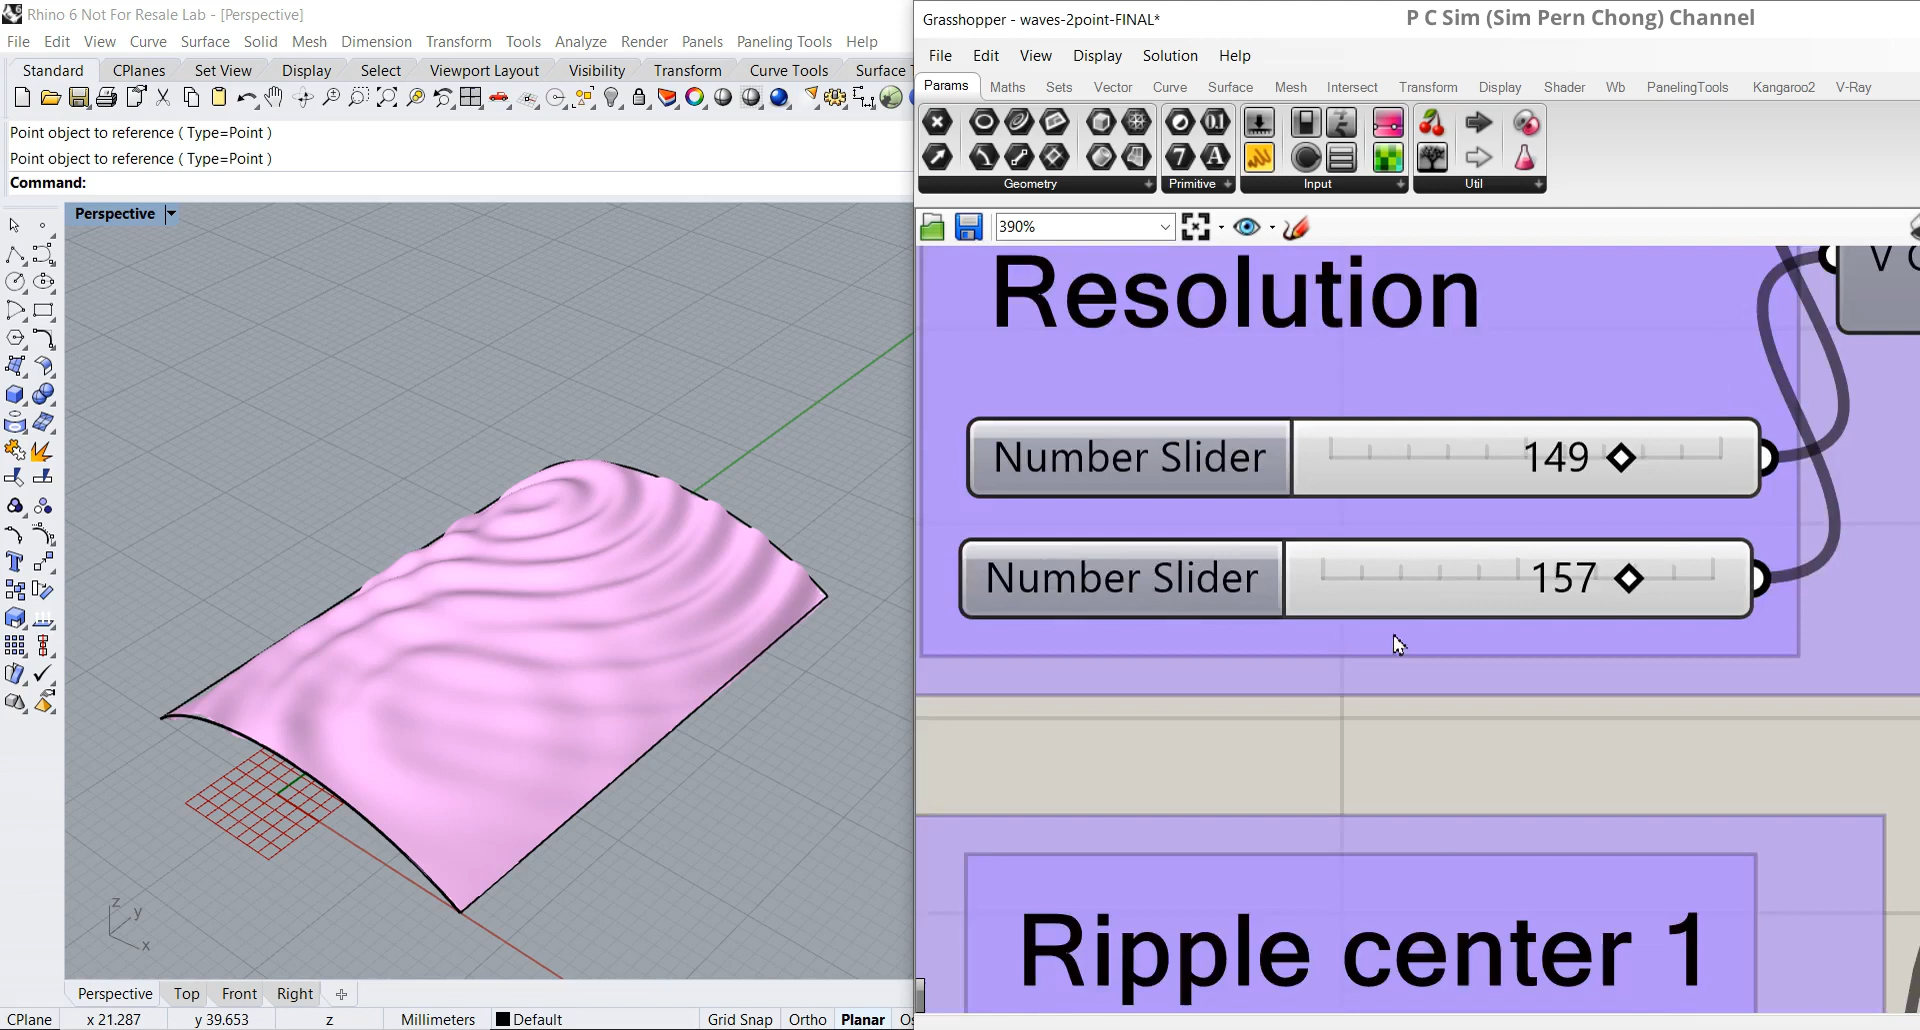 Rhino 6 Not For Resale Lab - [Perspective]
File Edit View Curve Surface Solid Mesh Dimension Transform Tools Analyze Render Panels Paneling Tools Help
Standard CPlanes Set View Display Select Viewport Layout Visibility Transform Curve Tools Surface T
Point object to reference ( Type=Point )
Point object to reference ( Type=Point )
Command:
Perspective
z
y
x
Perspective Top Front Right
CPlane x 21.287 y 39.653 z Millimeters Default Grid Snap Ortho Planar Os
Grasshopper - waves-2point-FINAL*
P C Sim (Sim Pern Chong) Channel
File Edit View Display Solution Help
Params Maths Sets Vector Curve Surface Mesh Intersect Transform Display Shader Wb PanelingTools Kangaroo2 V-Ray
Geometry Primitive Input Util
390%
Resolution
V C
Number Slider 149
Number Slider 157
Ripple center 1